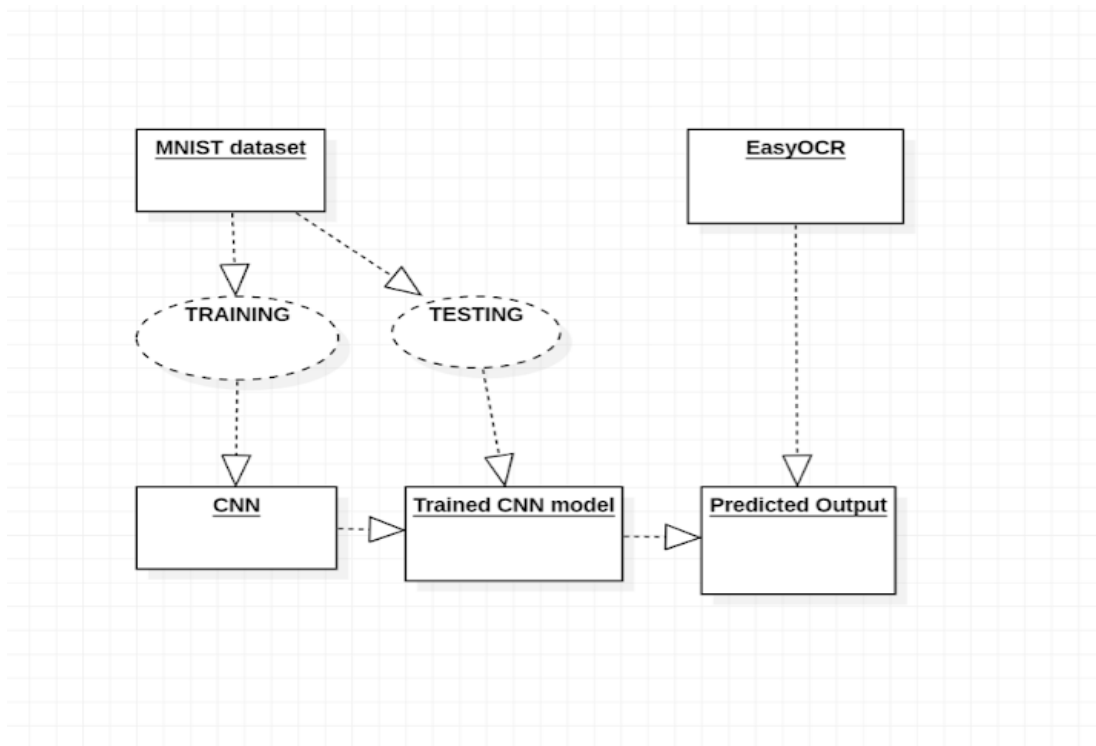 MNIST dataset
EasyOCR
TRAINING
TESTING
CNN
Trained CNN model
Predicted Output